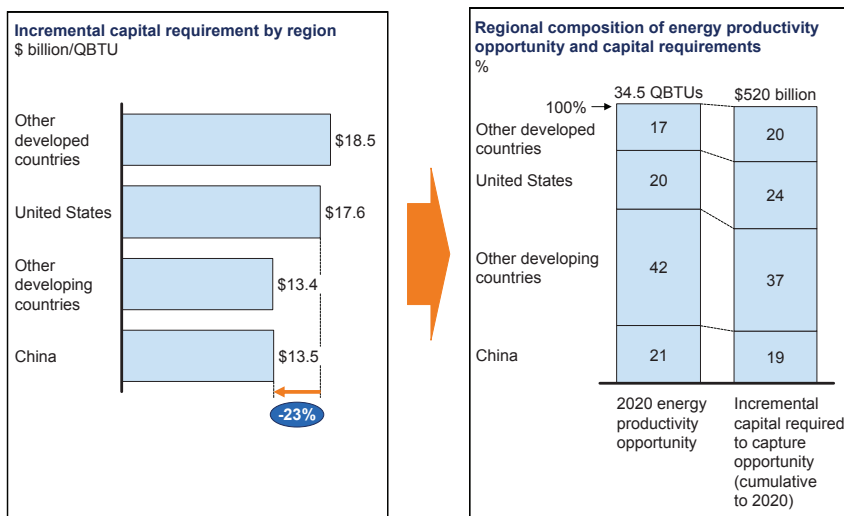 Incremental capital requirement by region
$ billion/QBTU
Other
developed
countries
$18.5
United States
$17.6
Other
developing
countries
$13.4
China
$13.5
-23%
Regional composition of energy productivity
opportunity and capital requirements
%
34.5 QBTUs
$520 billion
100%
Other developed
countries
17
20
United States
20
24
Other developing
countries
42
37
China
21
19
2020 energy
productivity
opportunity
Incremental
capital required
to capture
opportunity
(cumulative
to 2020)